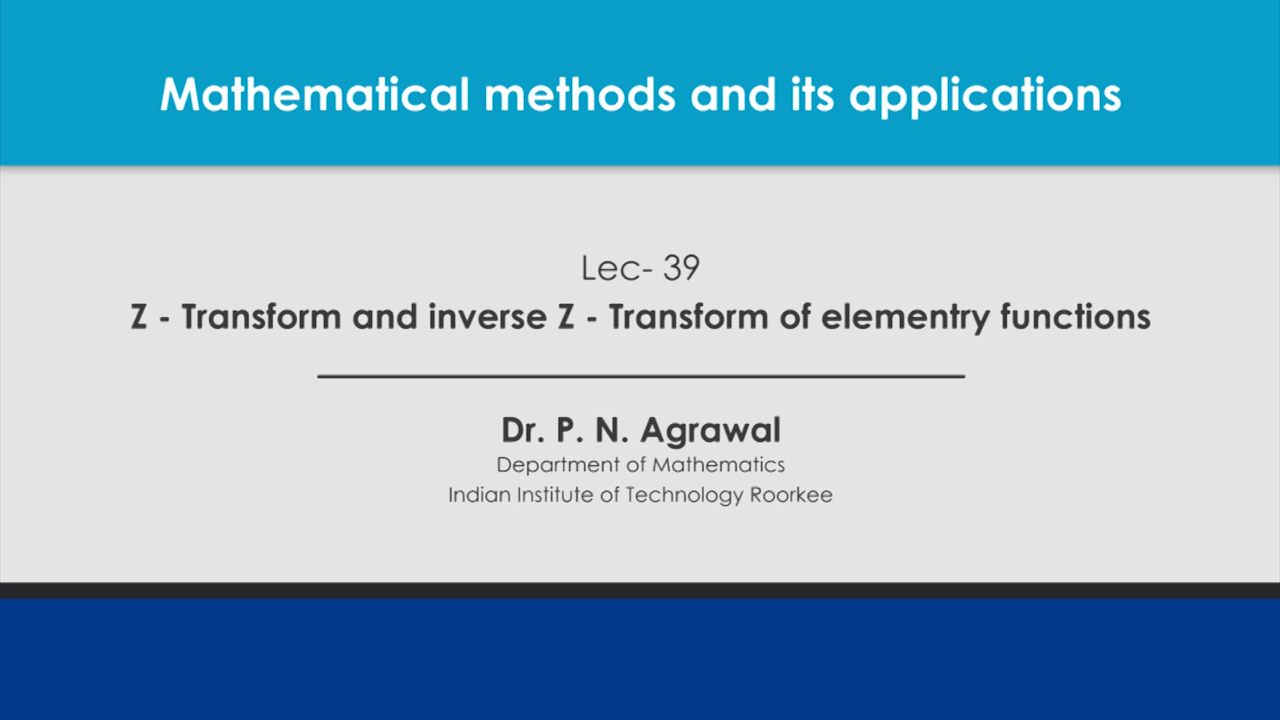 Mathematical methods and its applications
Lec- 39
Z - Transform and inverse Z - Transform of elementry functions
Dr. P. N. Agrawal
Department of Mathematics
Indian Institute of Technology Roorkee